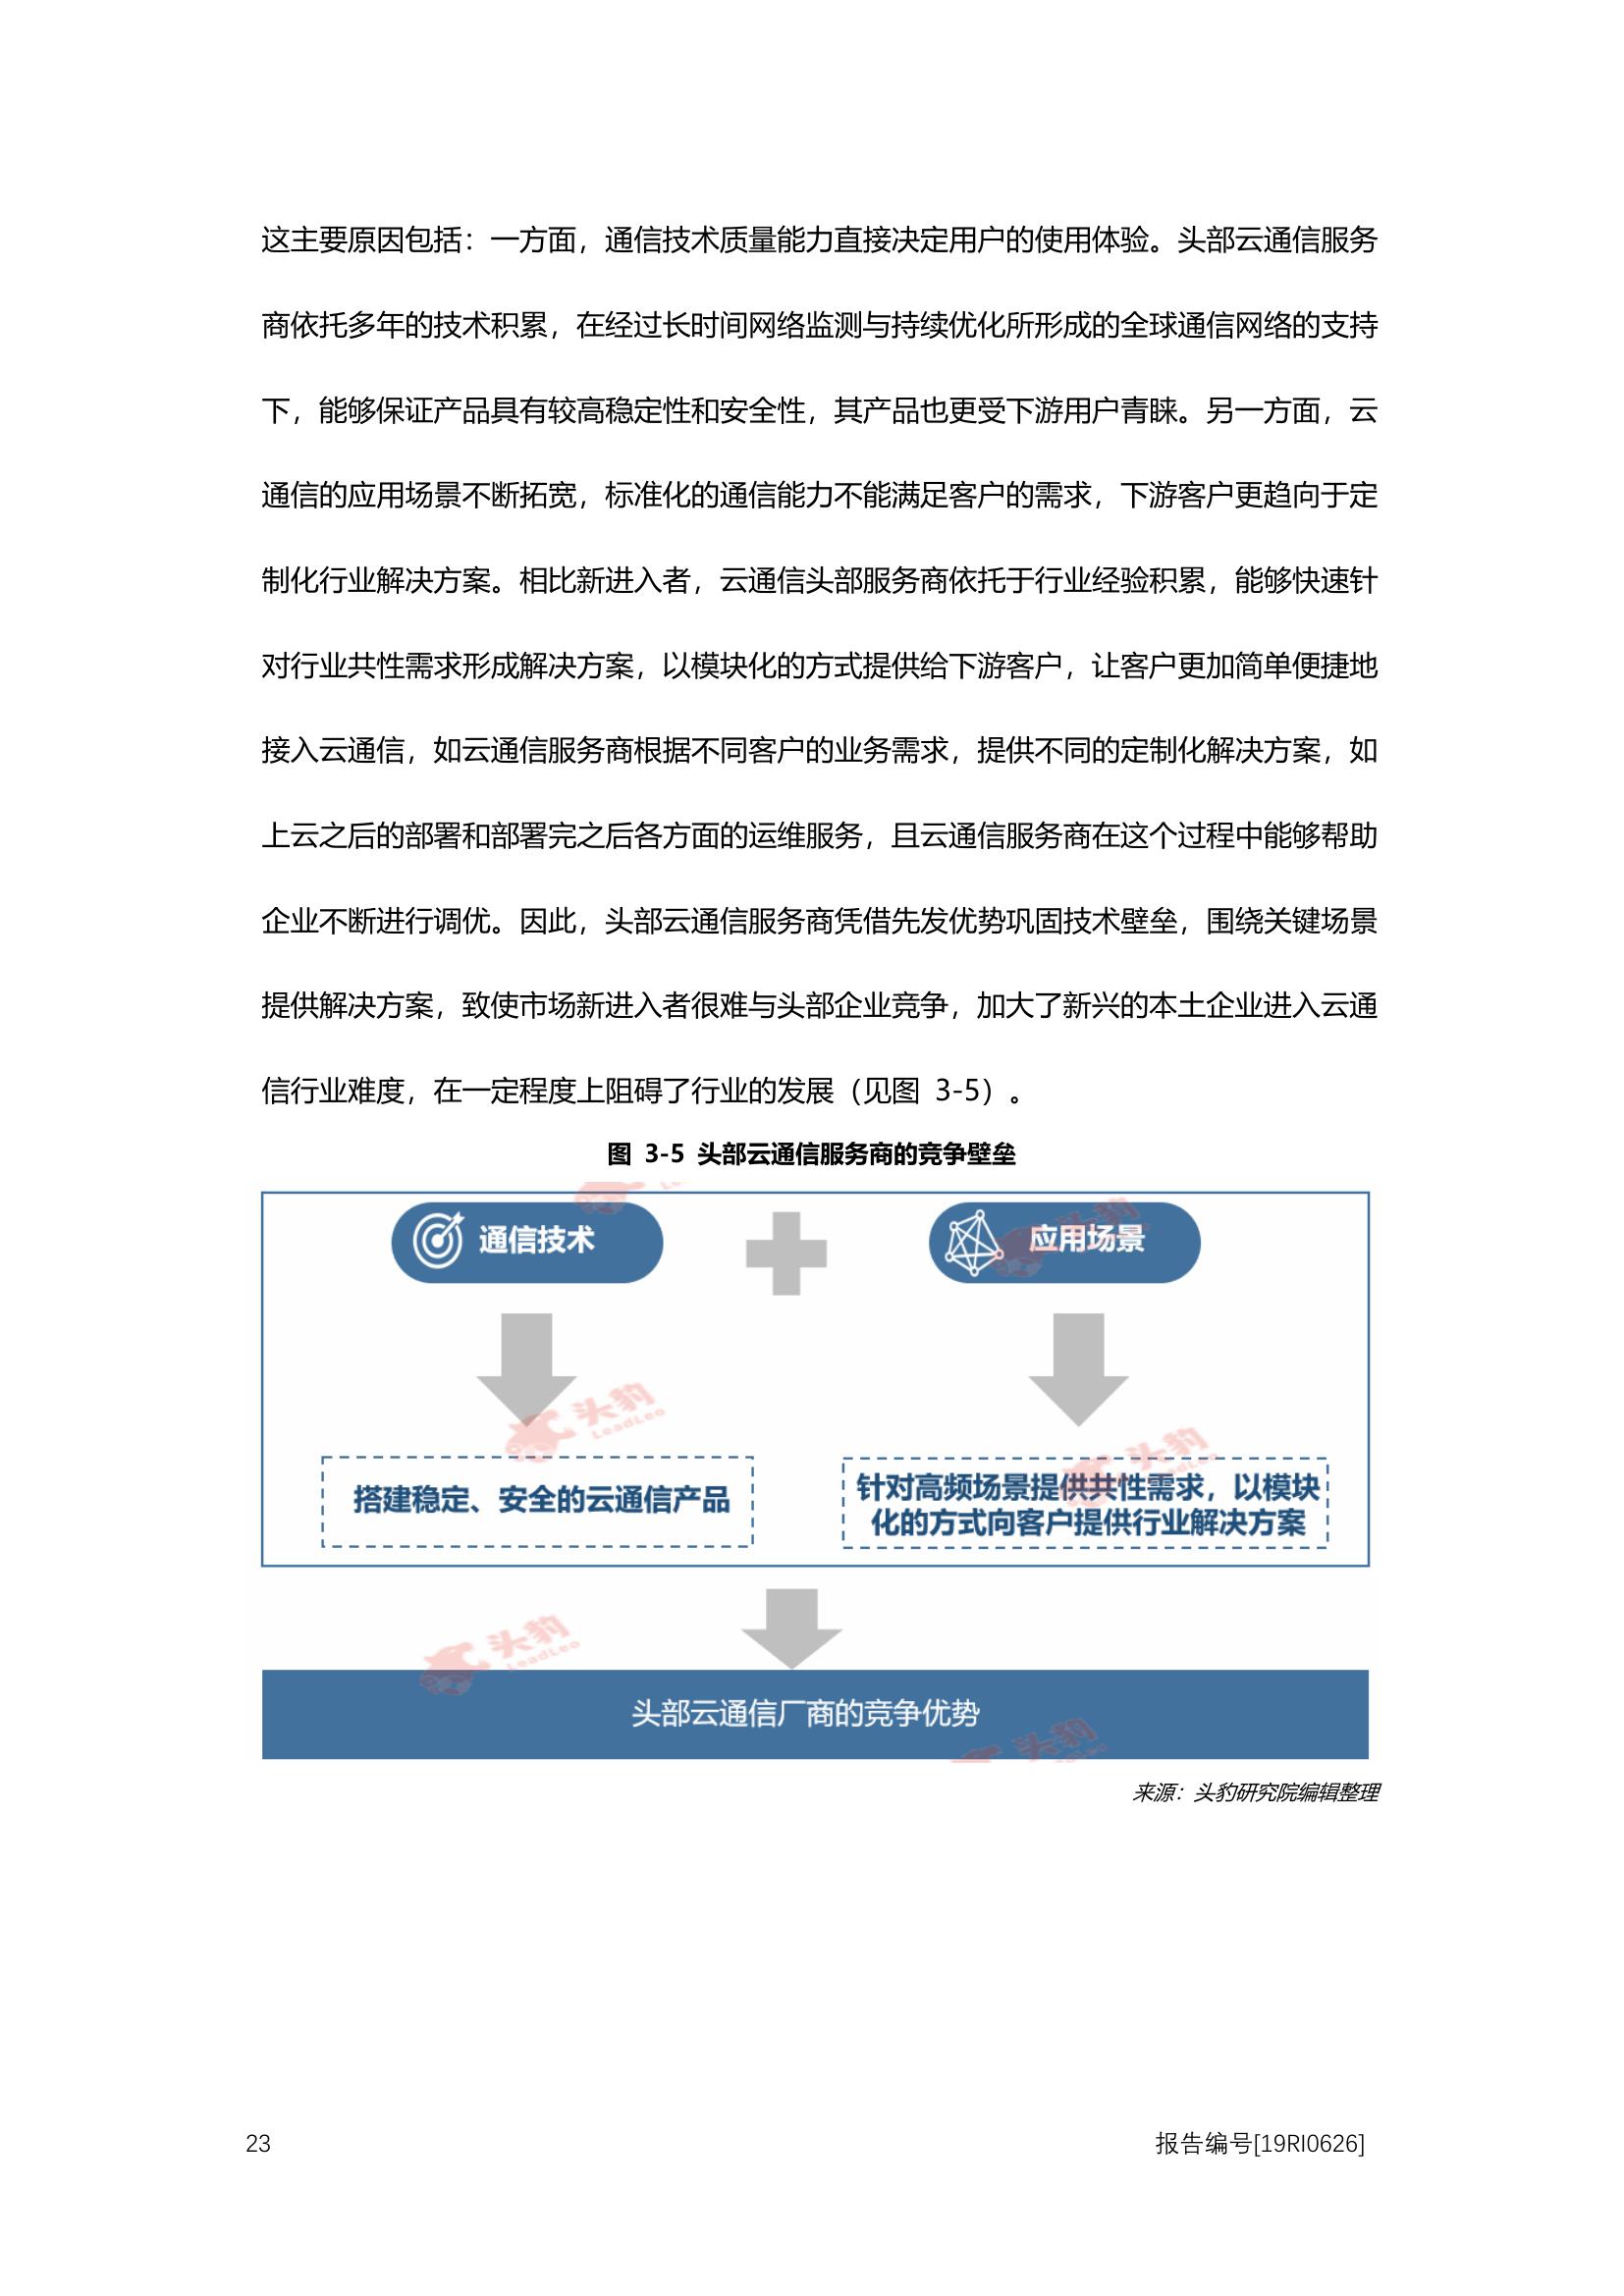 这主要原因包括：一方面，通信技术质量能力直接决定用户的使用体验。头部云通信服务
商依托多年的技术积累，在经过长时间网络监测与持续优化所形成的全球通信网络的支持
下，能够保证产品具有较高稳定性和安全性，其产品也更受下游用户青睐。另一方面，云
通信的应用场景不断拓宽，标准化的通信能力不能满足客户的需求，下游客户更趋向于定
制化行业解决方案。相比新进入者，云通信头部服务商依托于行业经验积累，能够快速针
对行业共性需求形成解决方案，以模块化的方式提供给下游客户，让客户更加简单便捷地
接入云通信，如云通信服务商根据不同客户的业务需求，提供不同的定制化解决方案，如
上云之后的部署和部署完之后各方面的运维服务，且云通信服务商在这个过程中能够帮助
企业不断进行调优。因此，头部云通信服务商凭借先发优势巩固技术壁垒，围绕关键场景
提供解决方案，致使市场新进入者很难与头部企业竞争，加大了新兴的本土企业进入云通
信行业难度，在一定程度上阻碍了行业的发展（见图 3-5）。
图 3-5 头部云通信服务商的竞争壁垒
通信技术
应用场景
头豹
LeadLeo
头豹
LeadLeo
搭建稳定、安全的云通信产品
针对高频场景提供共性需求，以模块
化的方式向客户提供行业解决方案
头豹
LeadLeo
头部云通信厂商的竞争优势
头豹
来源：头豹研究院编辑整理
23
报告编号[19RI0626]